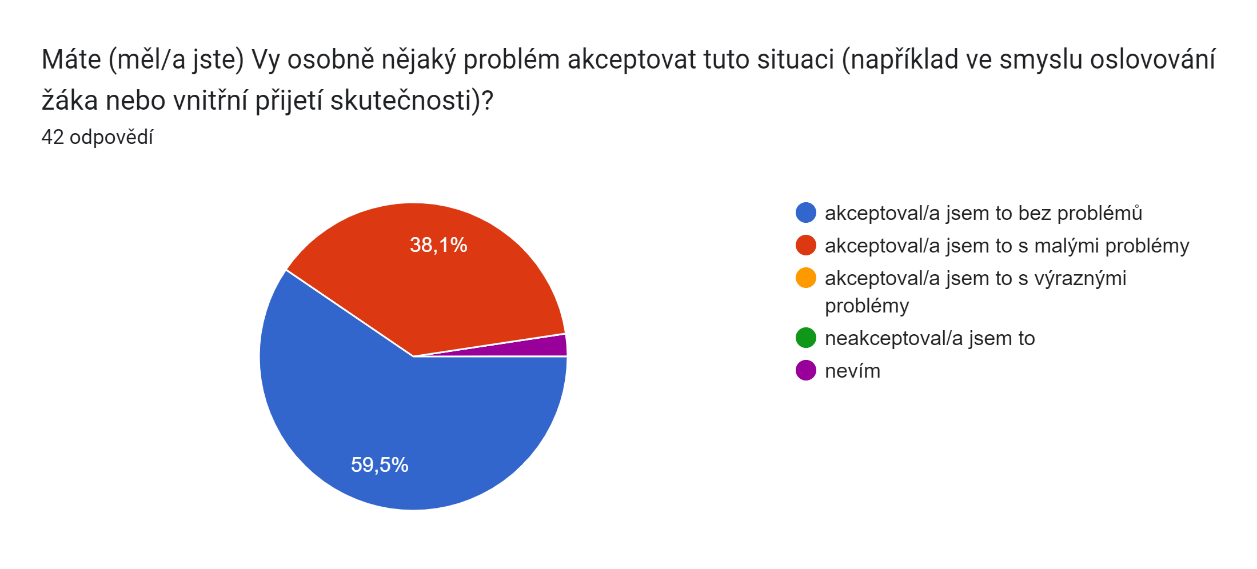 Máte (měl/a jste) Vy osobně nějaký problém akceptovat tuto situaci (například ve smyslu oslovování
žáka nebo vnitřní přijetí skutečnosti)?
42 odpovědí
38,1%
59,5%
akceptoval/a jsem to bez problémů
akceptoval/a jsem to s malými problémy
akceptoval/a jsem to s výraznými
problémy
neakceptoval/a jsem to
nevím